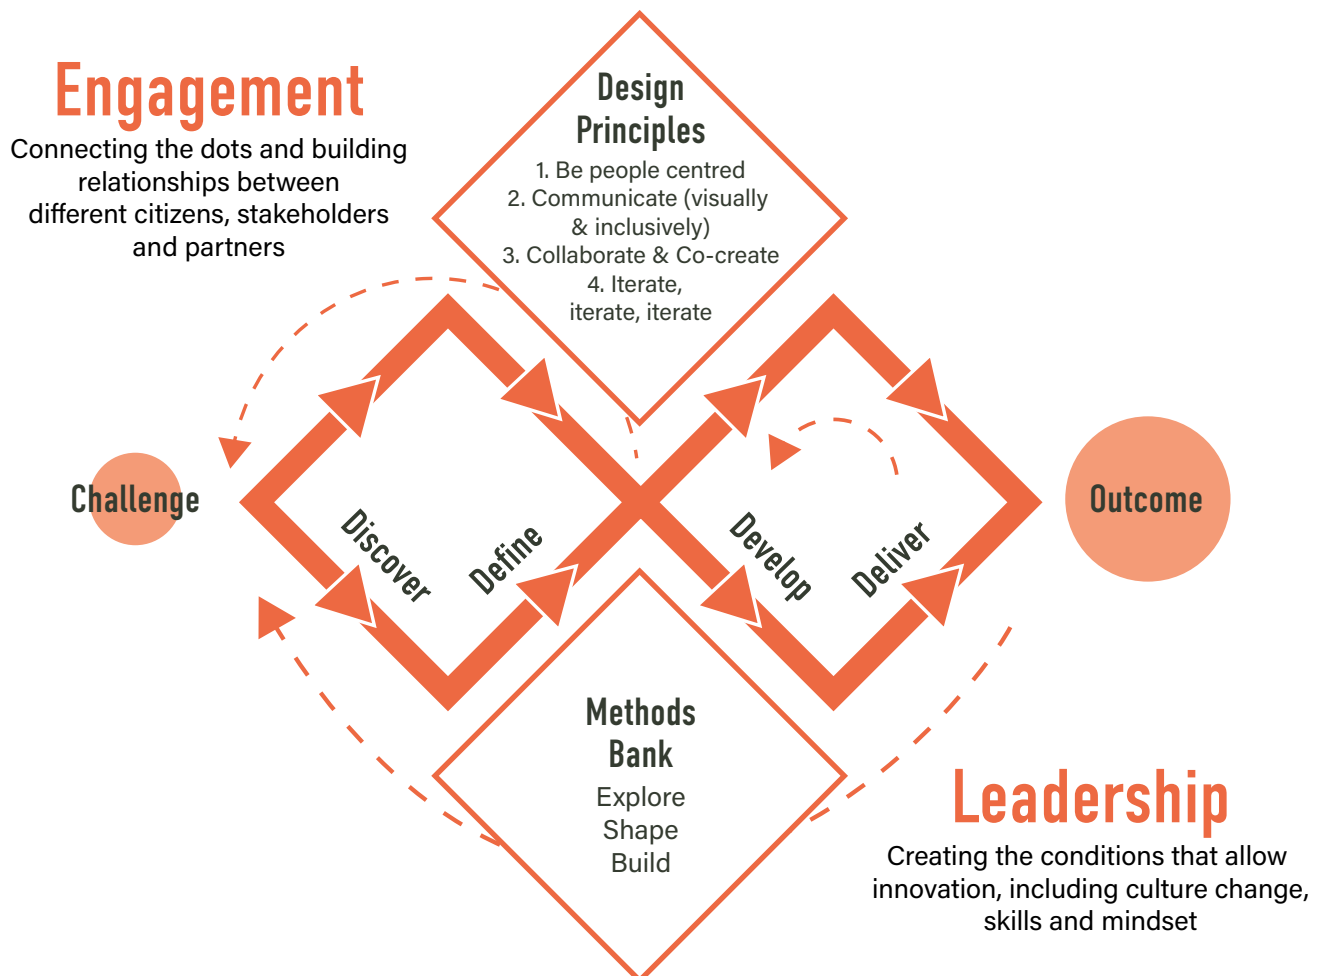 Engagement
Connecting the dots and building
relationships between
different citizens, stakeholders
and partners
Design
Principles
1. Be people centred
2. Communicate (visually
& inclusively)
3. Collaborate & Co-create
4. Iterate,
iterate, iterate
Challenge
Discover
Define
Develop
Deliver
Outcome
Methods
Bank
Explore
Shape
Build
Leadership
Creating the conditions that allow
innovation, including culture change,
skills and mindset